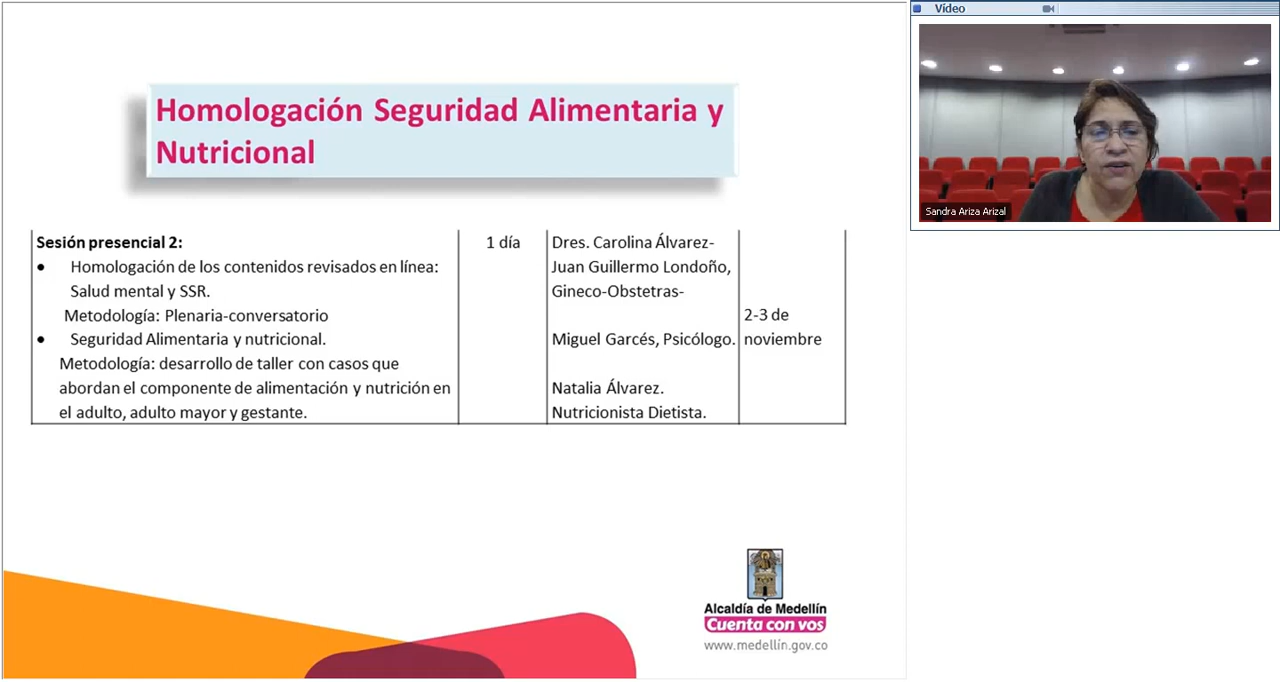 Vídeo
Homologación Seguridad Alimentaria y
Nutricional
Sandra Ariza Arizal
Sesión presencial 2:
● Homologación de los contenidos revisados en línea:
Salud mental y SSR.
Metodología: Plenaria-conversatorio
● Seguridad Alimentaria y nutricional.
Metodología: desarrollo de taller con casos que
abordan el componente de alimentación y nutrición en
el adulto, adulto mayor y gestante.
1 día
Dres. Carolina Álvarez-
Juan Guillermo Londoño,
Gineco-Obstetras-
Miguel Garcés, Psicólogo.
Natalia Álvarez.
Nutricionista Dietista.
2-3 de
noviembre
Alcaldía de Medellín
Cuenta con vos
www.medellín.gov.co